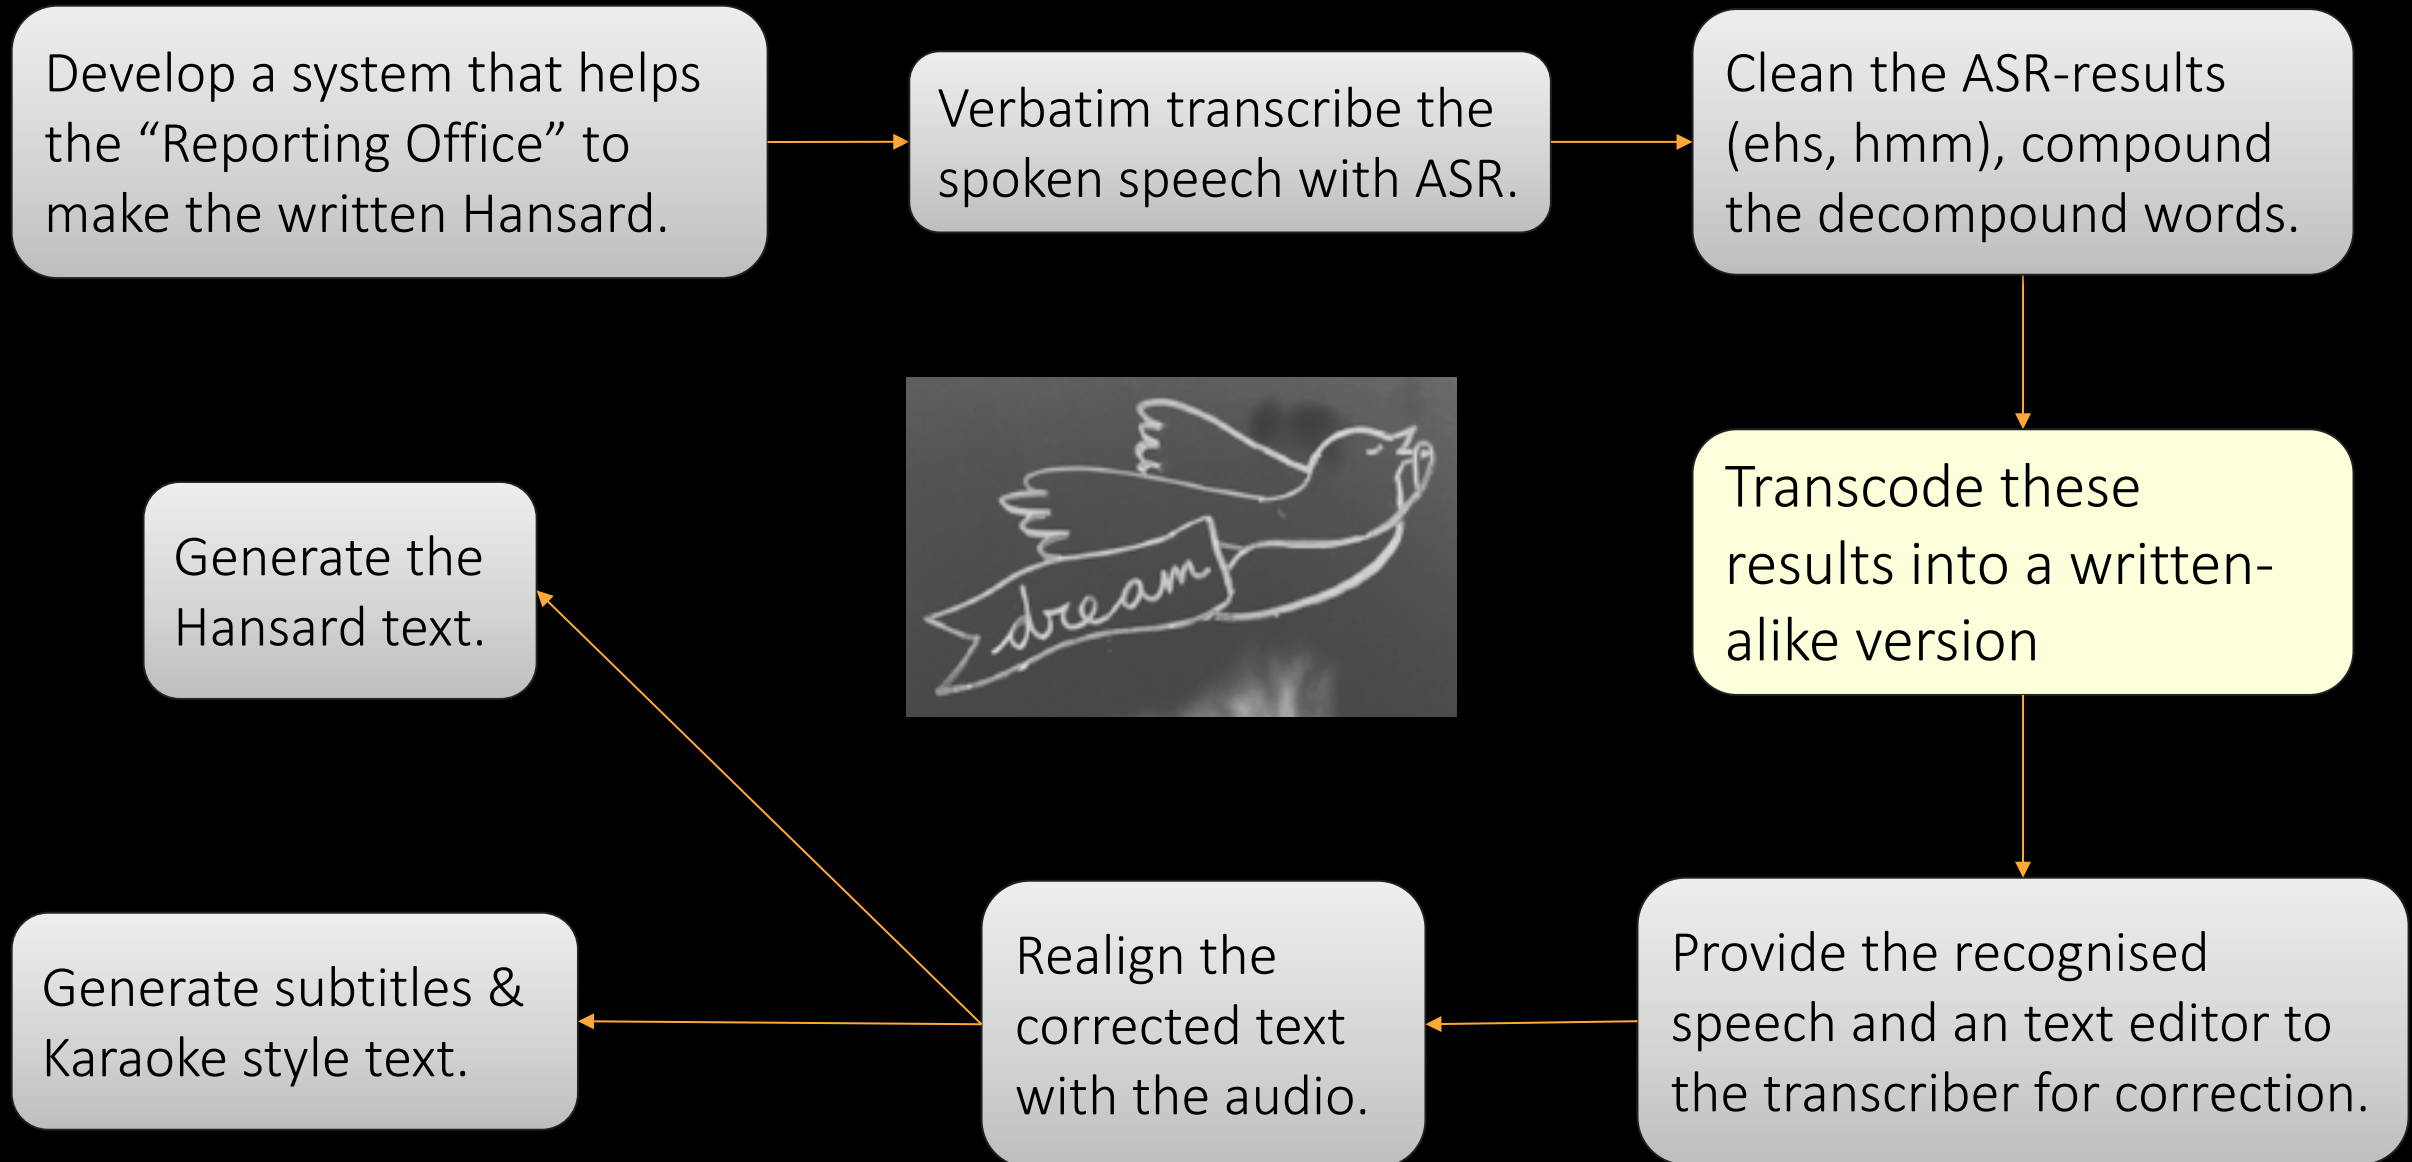 Develop a system that helps
the “Reporting Office” to
make the written Hansard.
Verbatim transcribe the
spoken speech with ASR.
Clean the ASR-results
(ehs, hmm), compound
the decompound words.
Transcode these
results into a written-
alike version
Provide the recognised
speech and an text editor to
the transcriber for correction.
Realign the
corrected text
with the audio.
Generate the
Hansard text.
Generate subtitles &
Karaoke style text.
dream